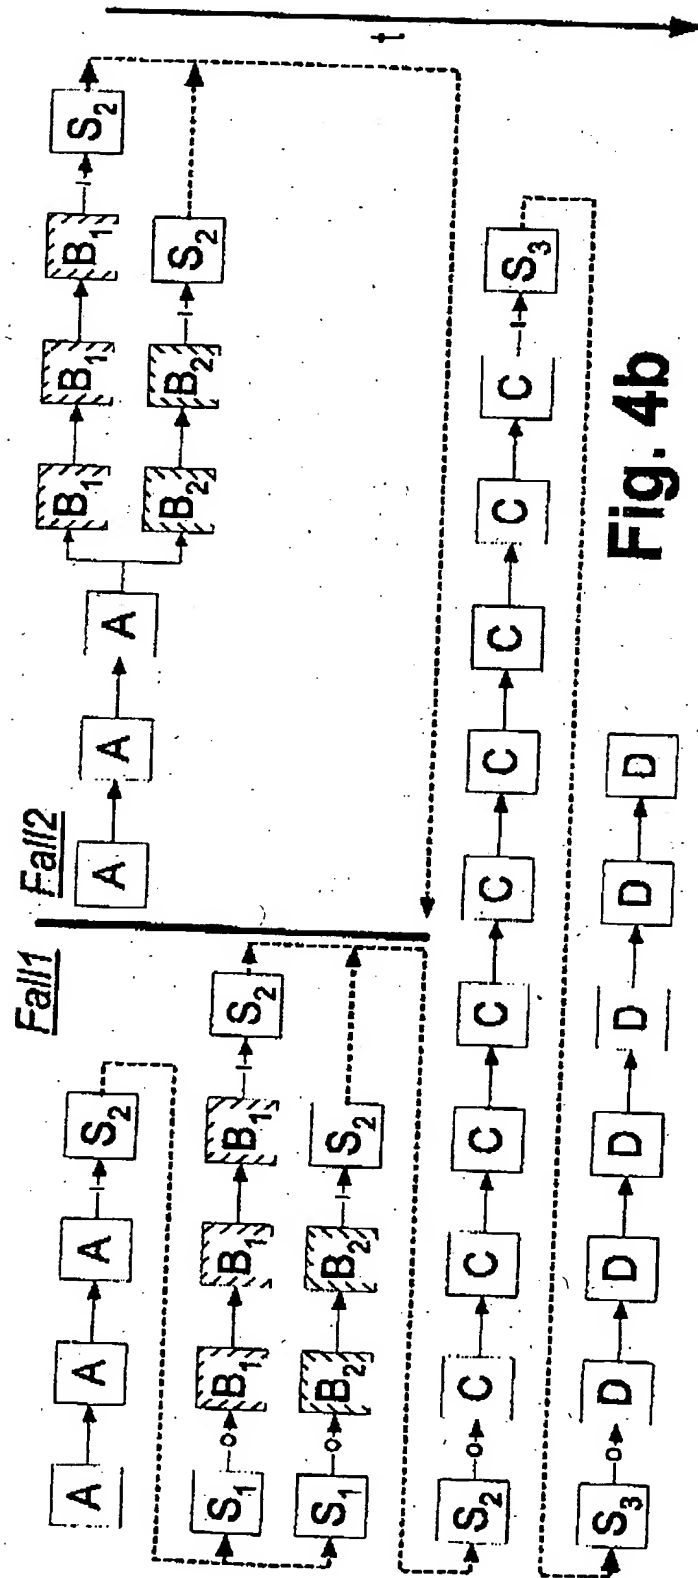 Fall1
A A A S₂
S₁ B₁ B₁ B₁ S₂
S₁ B₂ B₂ S₂
Fall2
A A A
B₁ B₁ B₁ S₂
B₂ B₂ S₂
t
S₂ C C C C C C C C C S₃
S₃ D D D D D D
Fig. 4b